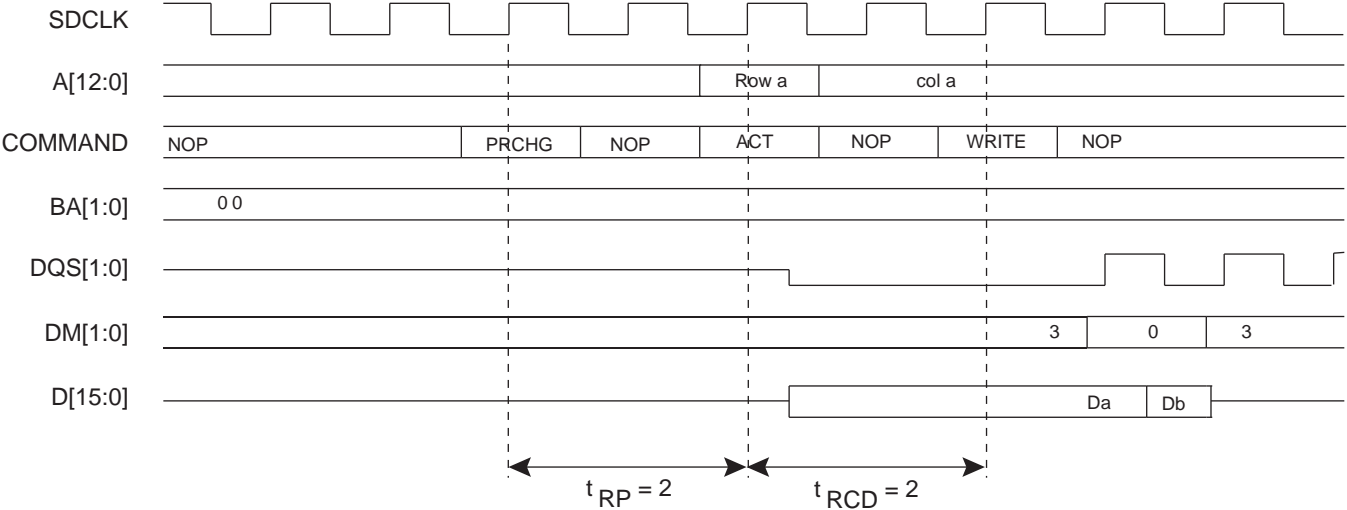 SDCLK
A[12:0] Row a col a
COMMAND NOP PRCHG NOP ACT NOP WRITE NOP
BA[1:0] 0 0
DQS[1:0]
DM[1:0] 3 0 3
D[15:0] Da Db
t RP = 2 t RCD = 2